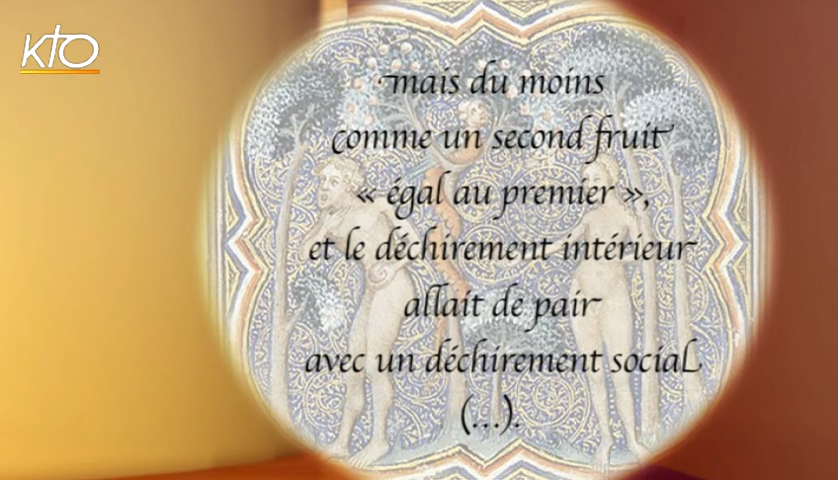 KTO
mais du moins
comme un second fruit
« égal au premier »,
et le déchirement intérieur
allait de pair
avec un déchirement social
(...).